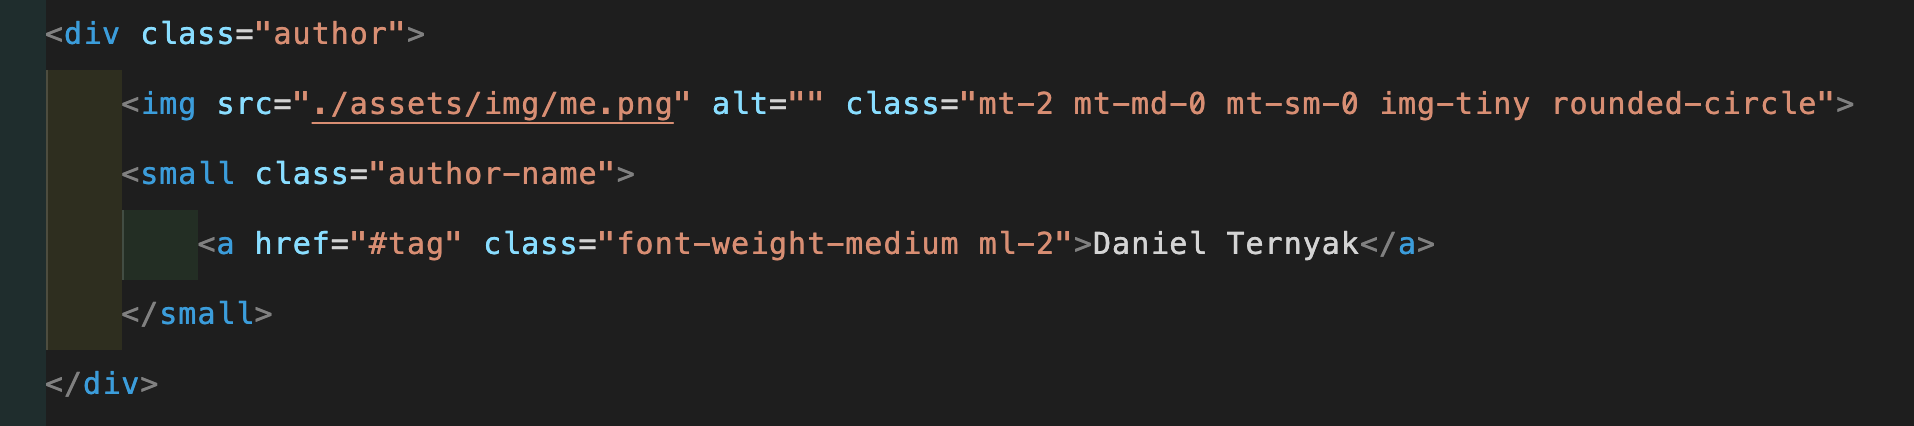 <div class="author">
<img src="./assets/img/me.png" alt="" class="mt-2 mt-md-0 mt-sm-0 img-tiny rounded-circle">
<small class="author-name">
<a href="#tag" class="font-weight-medium ml-2">Daniel Ternyak</a>
</small>
</div>